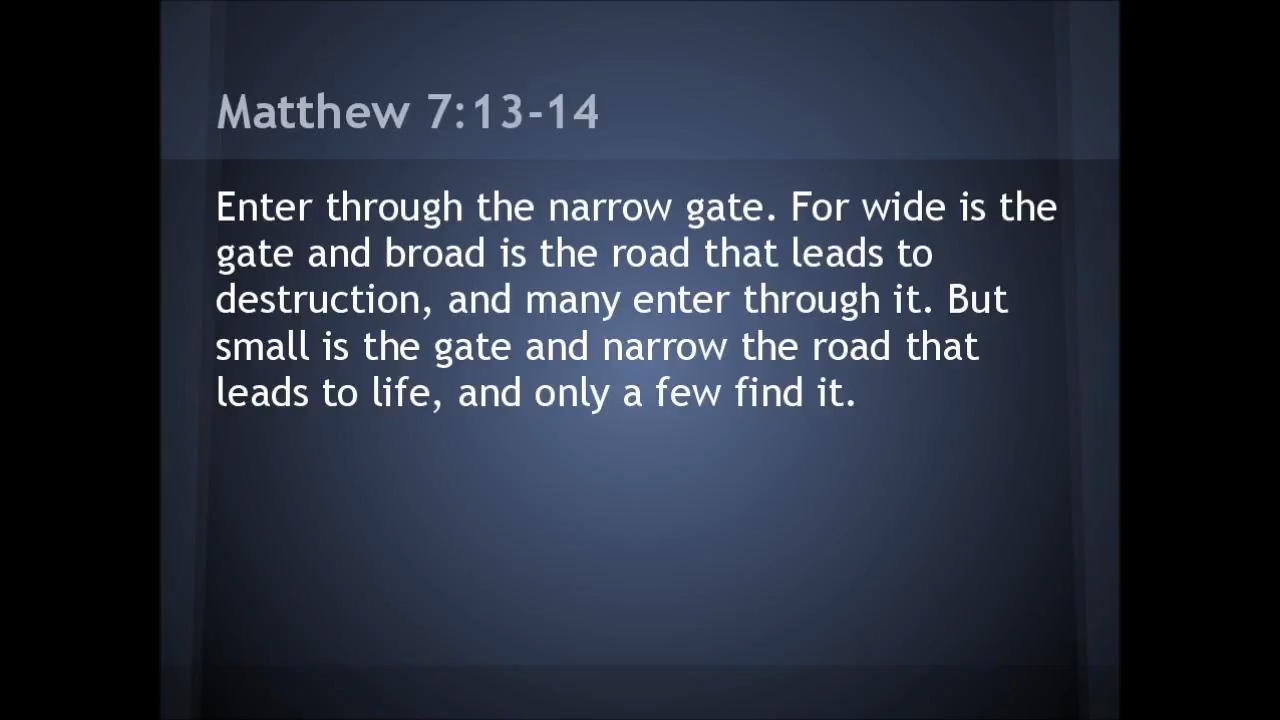 Matthew 7:13-14
Enter through the narrow gate. For wide is the
gate and broad is the road that leads to
destruction, and many enter through it. But
small is the gate and narrow the road that
leads to life, and only a few find it.